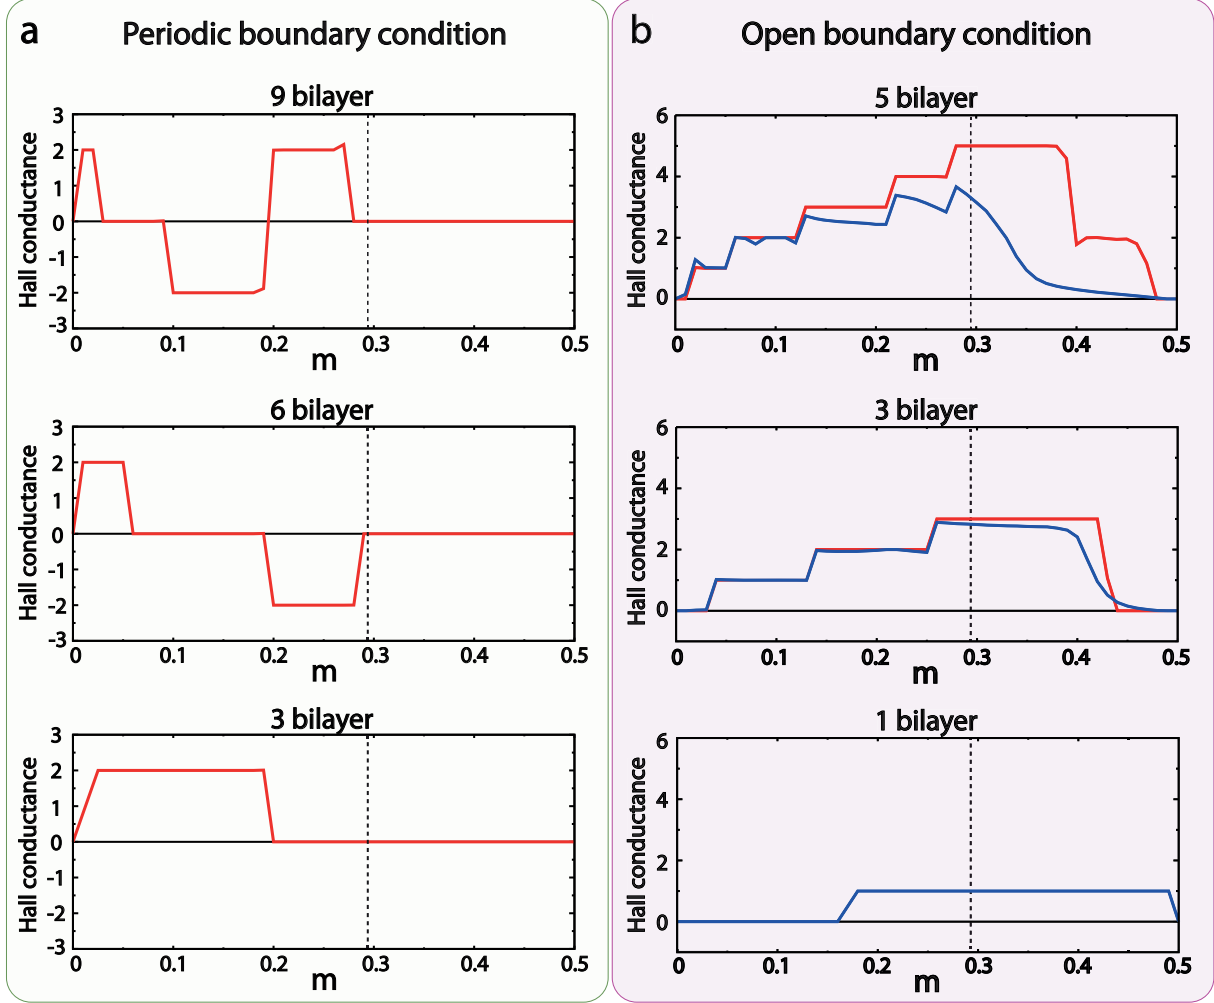 a
Periodic boundary condition
9 bilayer
Hall conductance
3
2
1
0
-1
-2
-3
0 0.1 0.2 0.3 0.4 0.5
m
6 bilayer
Hall conductance
3
2
1
0
-1
-2
-3
0 0.1 0.2 0.3 0.4 0.5
m
3 bilayer
Hall conductance
3
2
1
0
-1
-2
-3
0 0.1 0.2 0.3 0.4 0.5
m
b
Open boundary condition
5 bilayer
Hall conductance
6
4
2
0
0 0.1 0.2 0.3 0.4 0.5
m
3 bilayer
Hall conductance
6
4
2
0
0 0.1 0.2 0.3 0.4 0.5
m
1 bilayer
Hall conductance
6
4
2
0
0 0.1 0.2 0.3 0.4 0.5
m